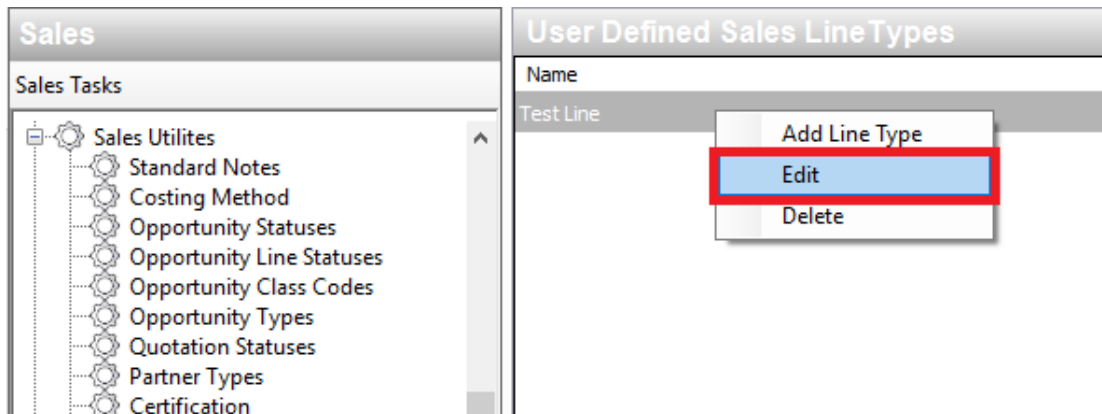 Sales
Sales Tasks
Sales Utilites
Standard Notes
Costing Method
Opportunity Statuses
Opportunity Line Statuses
Opportunity Class Codes
Opportunity Types
Quotation Statuses
Partner Types
Certification
User Defined Sales LineTypes
Name
Test Line
Add Line Type
Edit
Delete